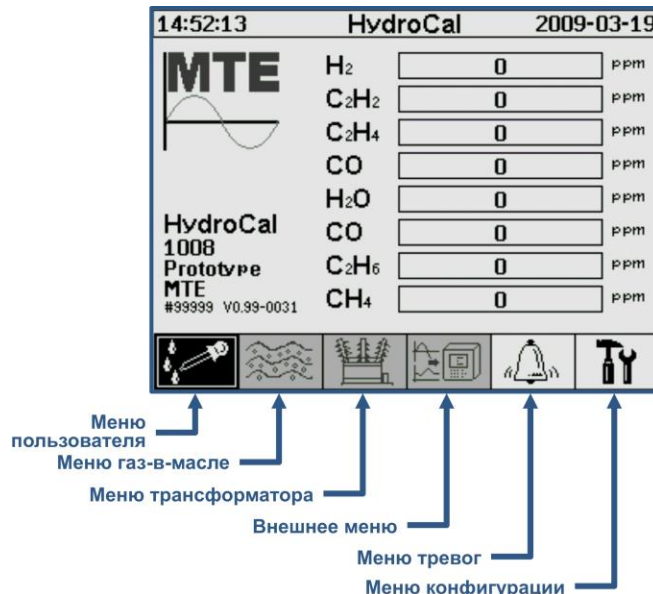 14:52:13 HydroCal 2009-03-19
MTE
H2 0 ppm
C2H2 0 ppm
C2H4 0 ppm
CO 0 ppm
H2O 0 ppm
CO 0 ppm
C2H6 0 ppm
CH4 0 ppm
HydroCal
1008
Prototype
MTE
#99999 V0.99-0031
Меню
пользователя
Меню газ-в-масле
Меню трансформатора
Внешнее меню
Меню тревог
Меню конфигурации